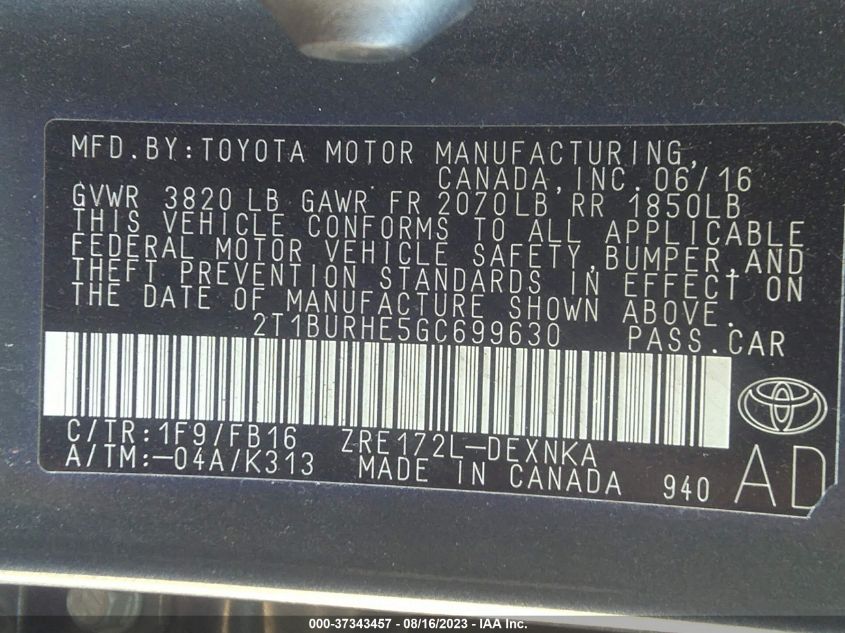 MFD.BY:TOYOTA MOTOR MANUFACTURING,
CANADA,INC.06/16
GVWR 3820 LB GAWR FR 2070LB RR 1850LB
THIS VEHICLE CONFORMS TO ALL APPLICABLE
FEDERAL MOTOR VEHICLE SAFETY,BUMPER,AND
THEFT PREVENTION STANDARDS IN EFFECT ON
THE DATE OF MANUFACTURE SHOWN ABOVE.
2T1BURHE5GC699630 PASS.CAR
C/TR:1F9/FB16 ZRE172L-DEXNKA
A/TM:-04A/K313 MADE IN CANADA 940 AD
000-37343457 - 08/16/2023 - IAA Inc.